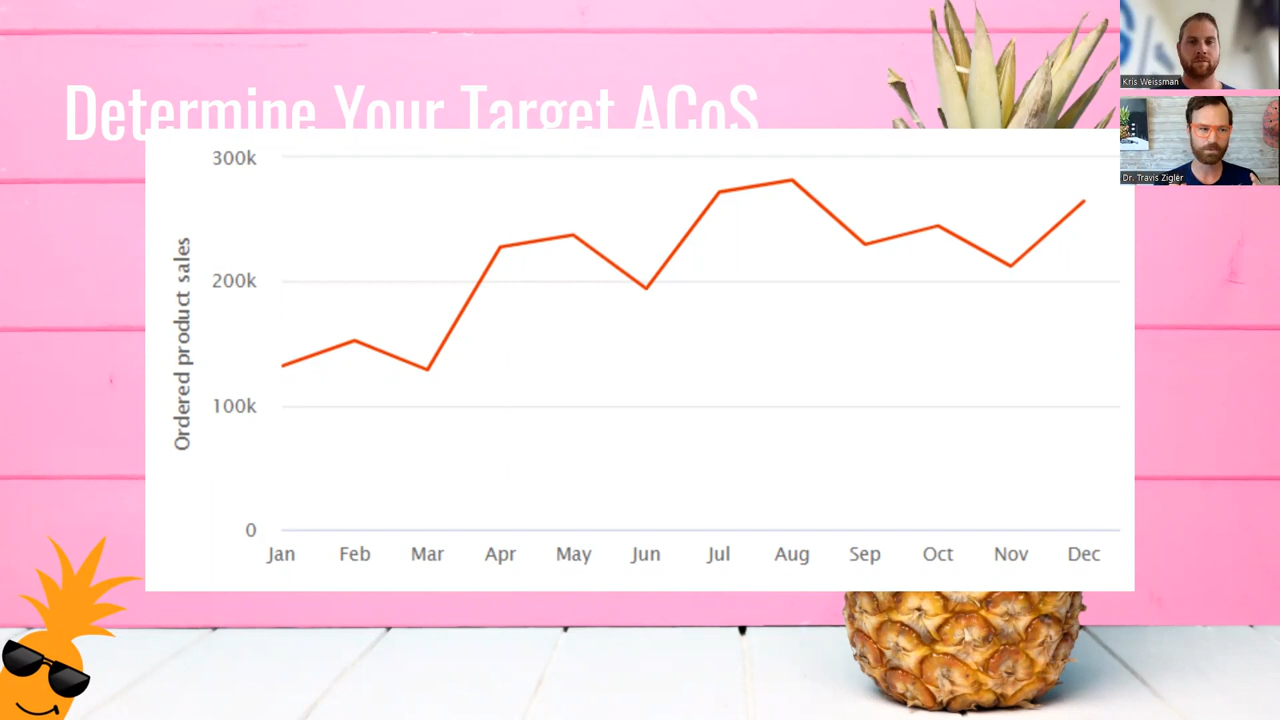 Determine Your Target ACoS
Kris Weissman
Dr. Travis Zigler
Ordered product sales
300k
200k
100k
0
Jan Feb Mar Apr May Jun Jul Aug Sep Oct Nov Dec